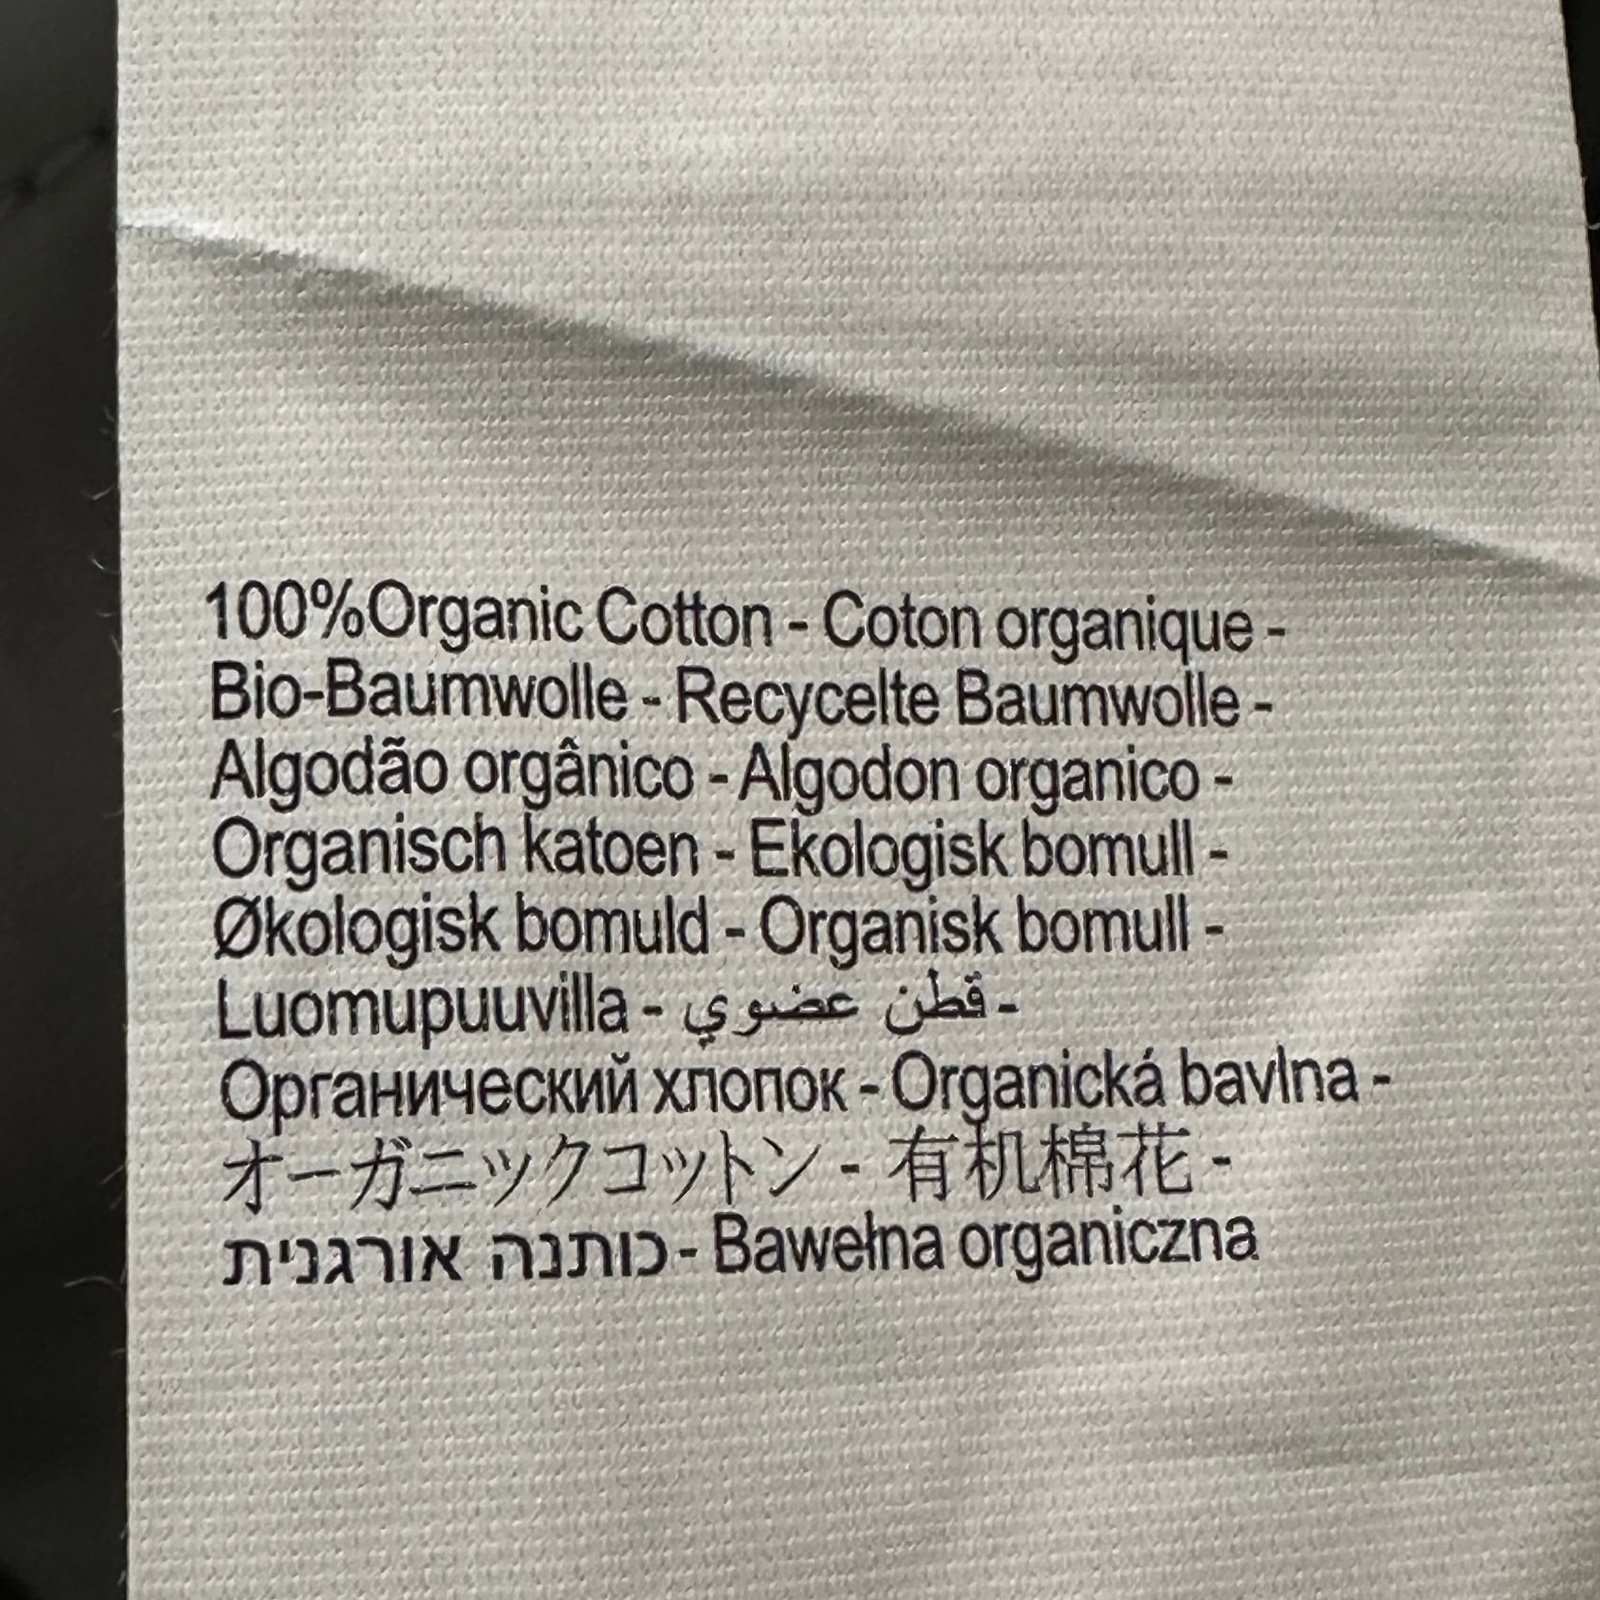 100%Organic Cotton - Coton organique -
Bio-Baumwolle - Recycelte Baumwolle -
Algodão orgânico - Algodon organico -
Organisch katoen - Ekologisk bomull -
Økologisk bomuld - Organisk bomull -
Luomupuuvilla - قطن عضوي -
Органический хлопок - Organická bavlna -
オーガニックコットン - 有机棉花 -
כותנה אורגנית - Bawełna organiczna